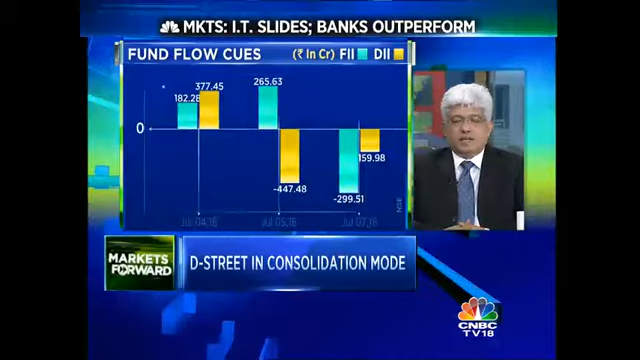 MKTS: I.T. SLIDES; BANKS OUTPERFORM
FUND FLOW CUES (₹ In Cr) FII DII
377.45
265.63
182.28
0
159.98
-447.48
-299.51
NSE
Jul 04,16 Jul 05,16 Jul 07,16
MARKETS
FORWARD
D-STREET IN CONSOLIDATION MODE
CNBC
TV18